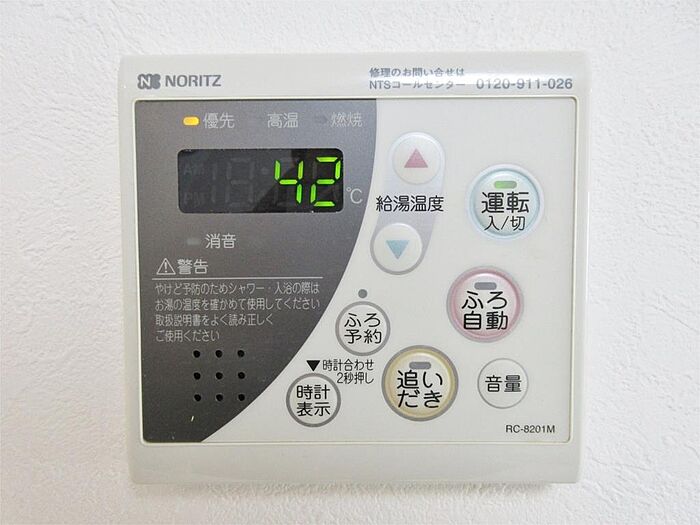 NORITZ
修理のお問い合せは
NTSコールセンター 0120-911-026
優先 高温 燃焼
AM
PM
42
℃
消音
警告
やけど予防のためシャワー・入浴の際は
お湯の温度を確かめて使用してください
取扱説明書をよく読み正しく
ご使用ください
給湯温度
運転
入/切
ふろ
自動
ふろ
予約
▼時計合わせ
2秒押し
時計
表示
追い
だき
音量
RC-8201M